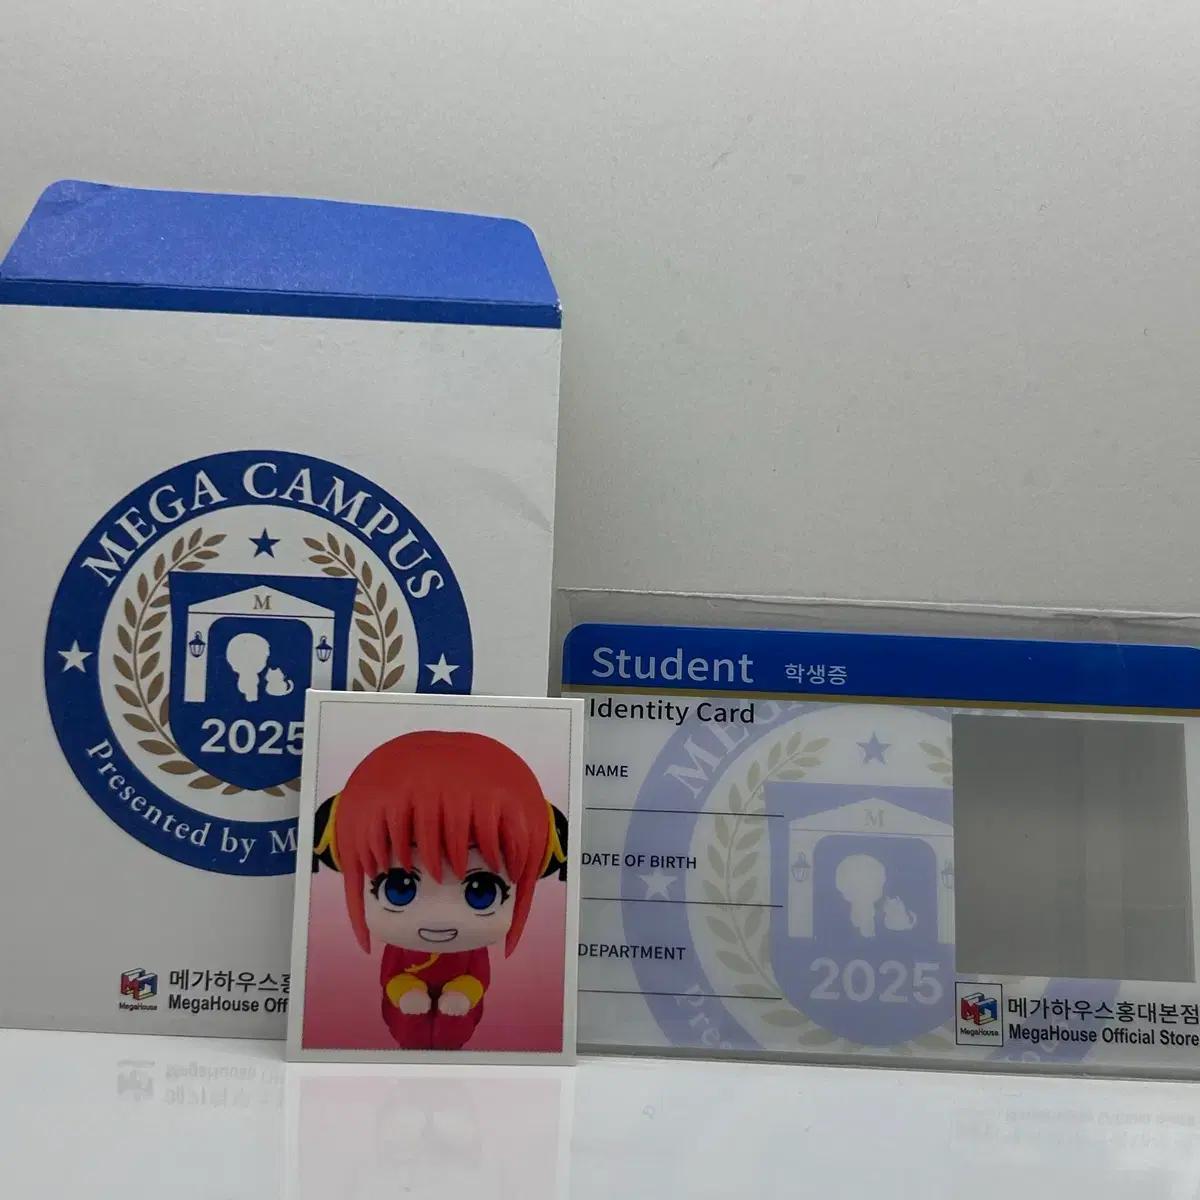 MEGA CAMPUS
M
2025
Presented by M
MegaHouse
메가하우스홍
MegaHouse Off
Student 학생증
Identity Card
NAME
DATE OF BIRTH
DEPARTMENT
M
2025
MegaHouse
메가하우스홍대본점
MegaHouse Official Store